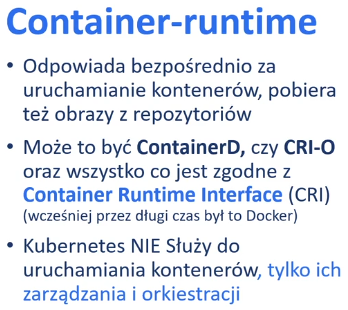 Container-runtime
• Odpowiada bezpośrednio za
uruchamianie kontenerów, pobiera
też obrazy z repozytoriów
• Może to być ContainerD, czy CRI-O
oraz wszystko co jest zgodne z
Container Runtime Interface (CRI)
(wcześniej przez długi czas był to Docker)
• Kubernetes NIE Służy do
uruchamiania kontenerów, tylko ich
zarządzania i orkiestracji